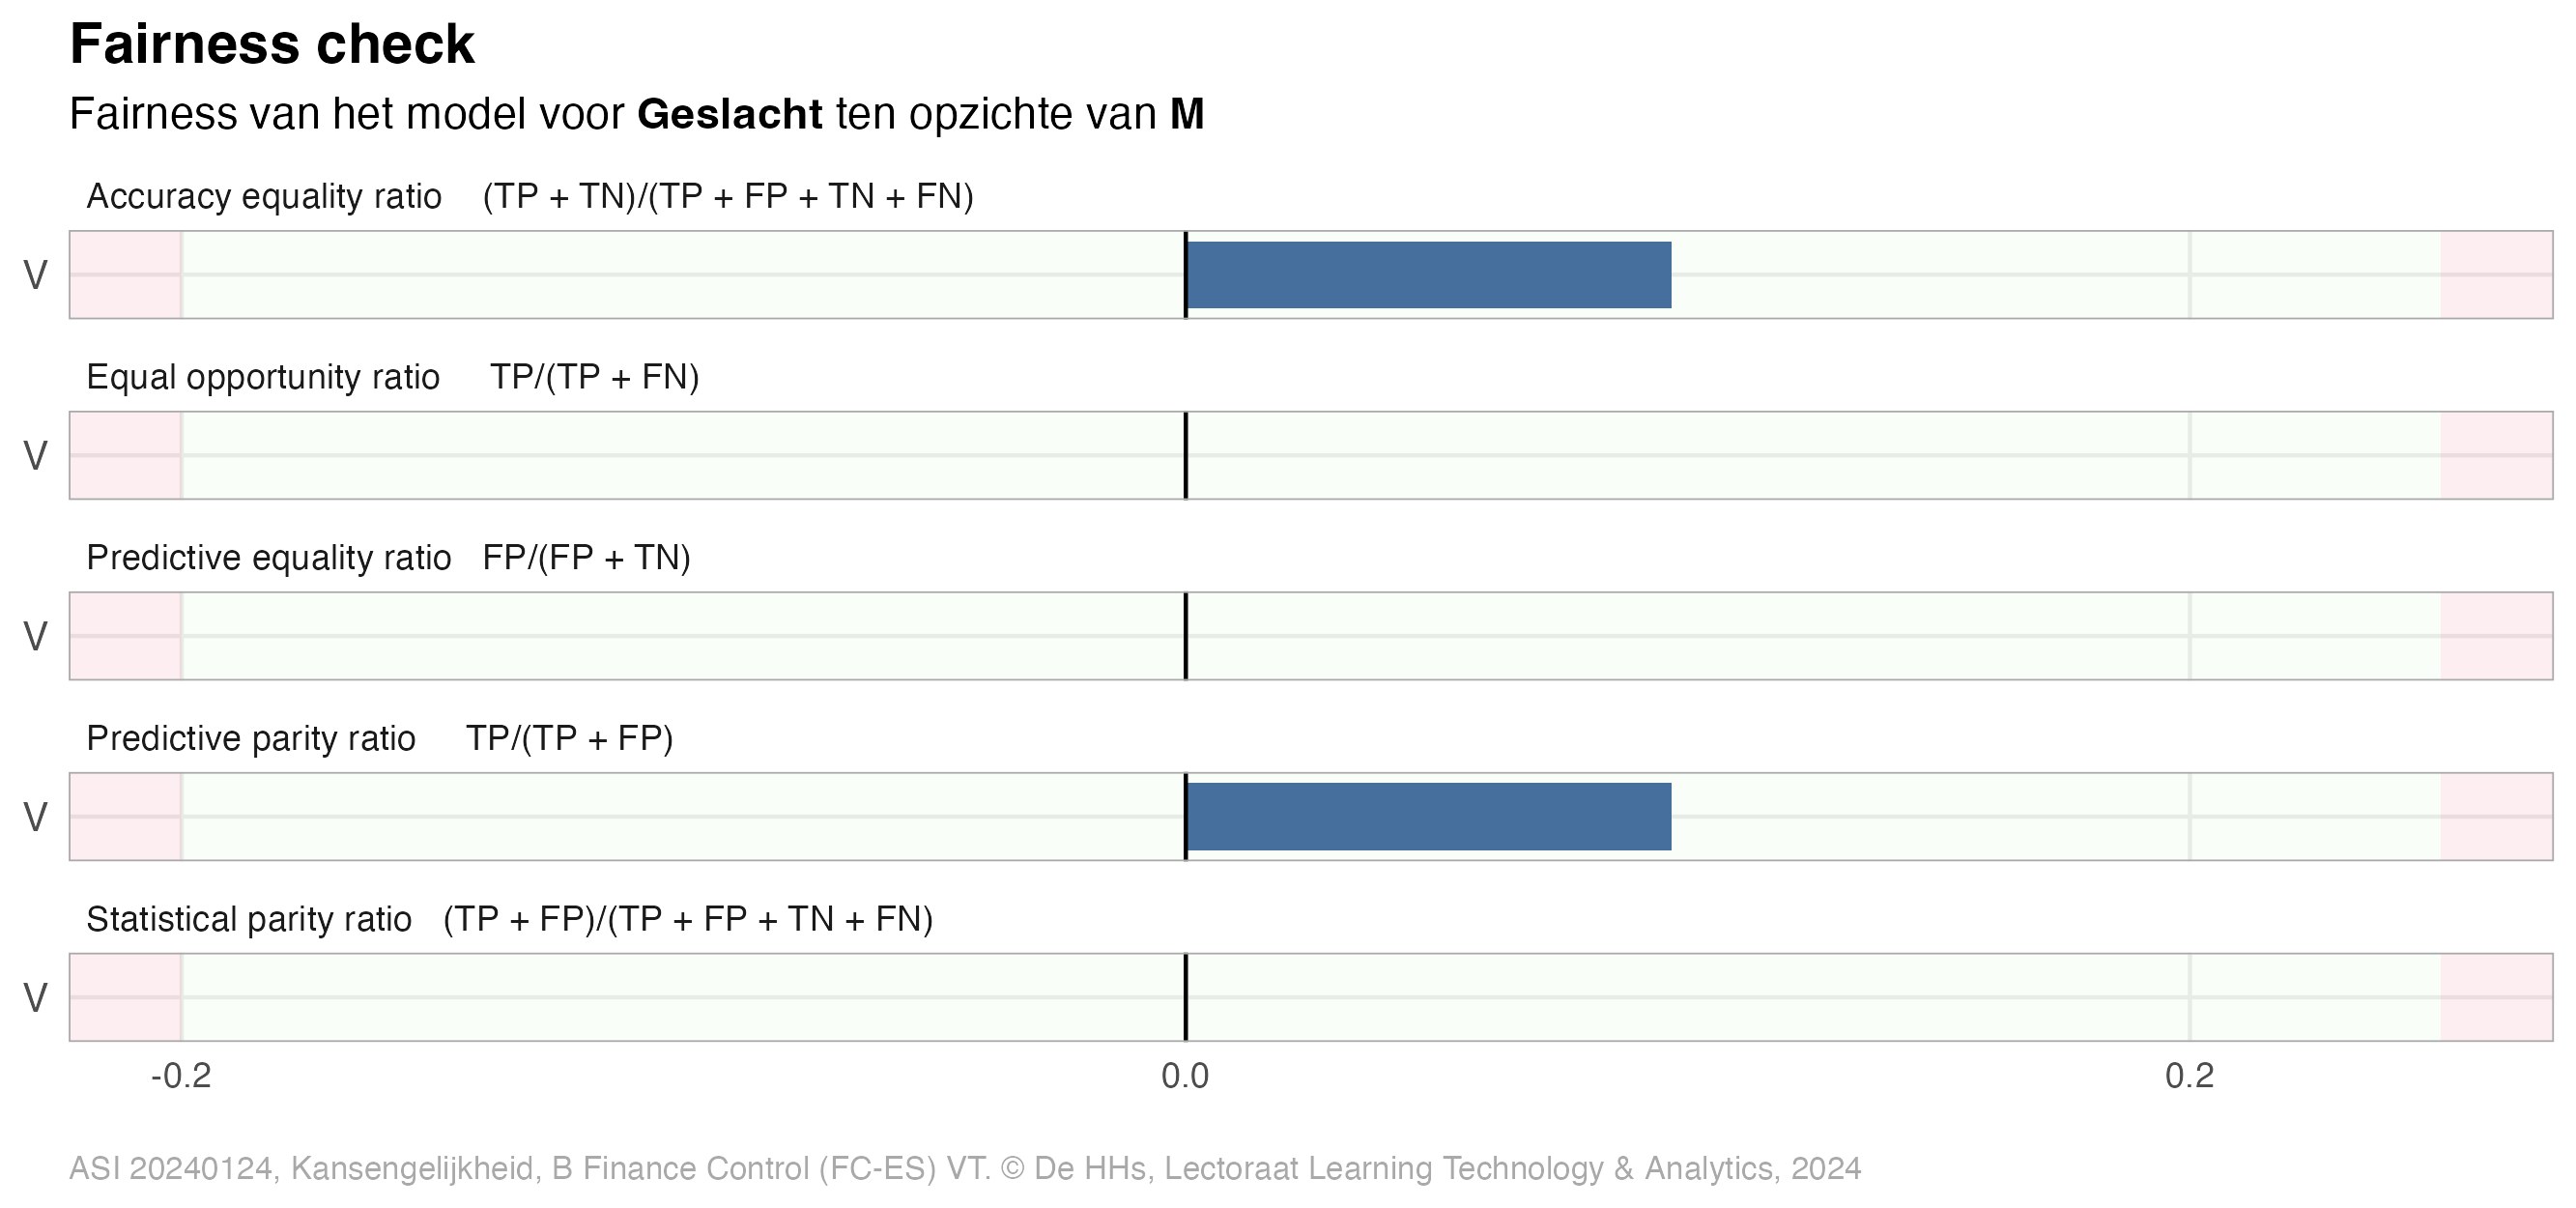 Fairness check
Fairness van het model voor Geslacht ten opzichte van M
Accuracy equality ratio (TP + TN)/(TP + FP + TN + FN)
V
Equal opportunity ratio TP/(TP + FN)
V
Predictive equality ratio FP/(FP + TN)
V
Predictive parity ratio TP/(TP + FP)
V
Statistical parity ratio (TP + FP)/(TP + FP + TN + FN)
V
-0.2 0.0 0.2
ASI 20240124, Kansengelijkheid, B Finance Control (FC-ES) VT. © De HHs, Lectoraat Learning Technology & Analytics, 2024